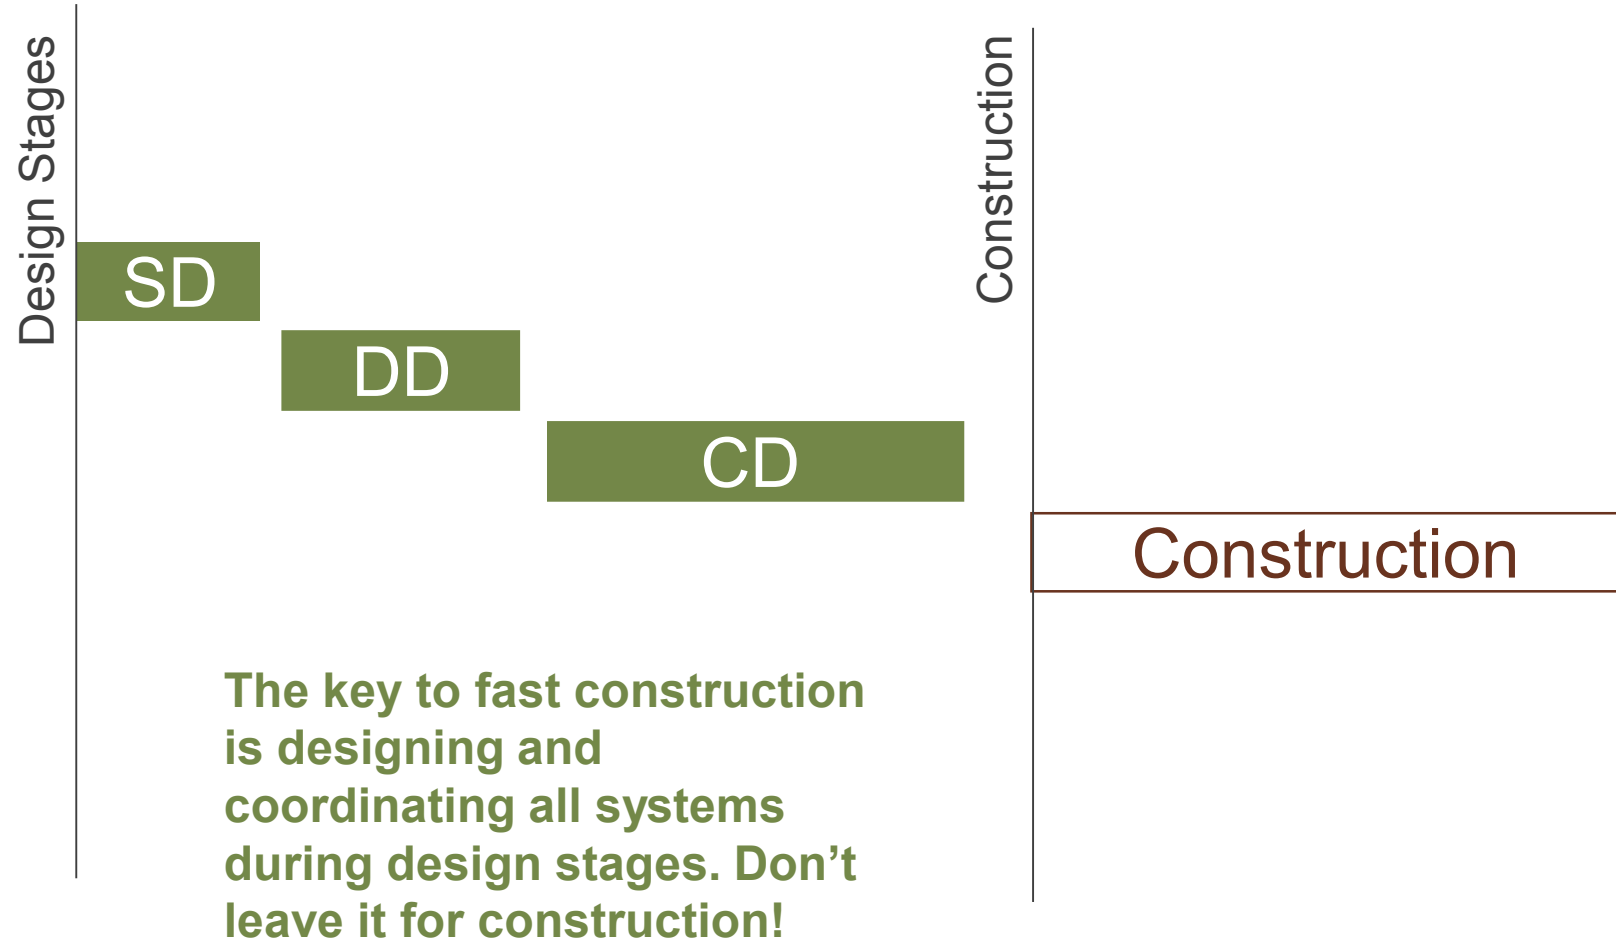 Design Stages
Construction
SD
DD
CD
Construction
The key to fast construction
is designing and
coordinating all systems
during design stages. Don’t
leave it for construction!